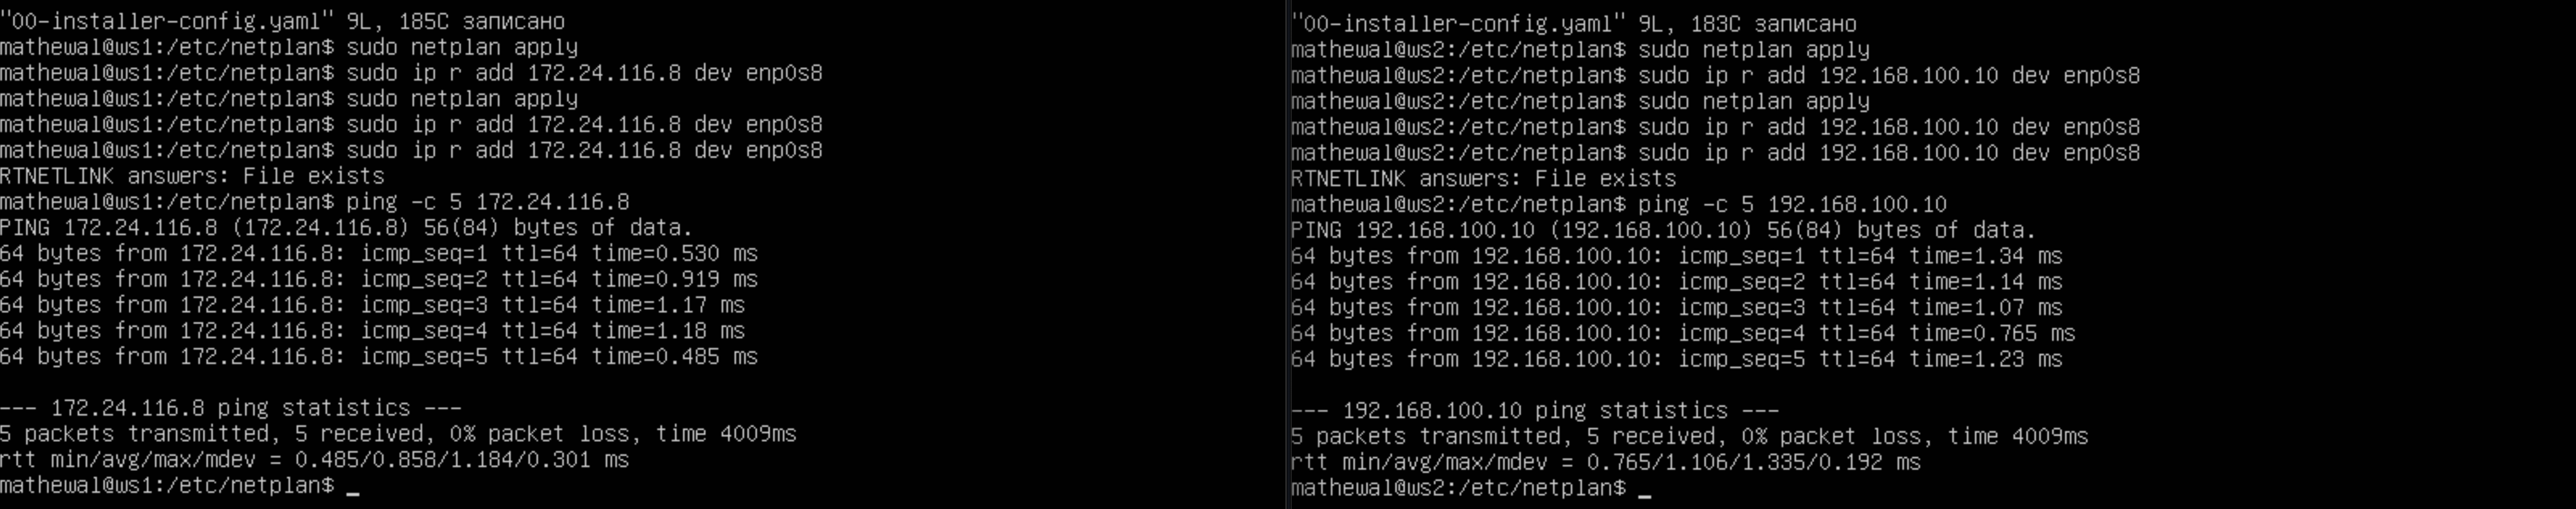 "00-installer-config.yaml" 9L, 185C записано
mathewal@ws1:/etc/netplan$ sudo netplan apply
mathewal@ws1:/etc/netplan$ sudo ip r add 172.24.116.8 dev enp0s8
mathewal@ws1:/etc/netplan$ sudo netplan apply
mathewal@ws1:/etc/netplan$ sudo ip r add 172.24.116.8 dev enp0s8
mathewal@ws1:/etc/netplan$ sudo ip r add 172.24.116.8 dev enp0s8
RTNETLINK answers: File exists
mathewal@ws1:/etc/netplan$ ping -c 5 172.24.116.8
PING 172.24.116.8 (172.24.116.8) 56(84) bytes of data.
64 bytes from 172.24.116.8: icmp_seq=1 ttl=64 time=0.530 ms
64 bytes from 172.24.116.8: icmp_seq=2 ttl=64 time=0.919 ms
64 bytes from 172.24.116.8: icmp_seq=3 ttl=64 time=1.17 ms
64 bytes from 172.24.116.8: icmp_seq=4 ttl=64 time=1.18 ms
64 bytes from 172.24.116.8: icmp_seq=5 ttl=64 time=0.485 ms
--- 172.24.116.8 ping statistics ---
5 packets transmitted, 5 received, 0% packet loss, time 4009ms
rtt min/avg/max/mdev = 0.485/0.858/1.184/0.301 ms
mathewal@ws1:/etc/netplan$ _
"00-installer-config.yaml" 9L, 183C записано
mathewal@ws2:/etc/netplan$ sudo netplan apply
mathewal@ws2:/etc/netplan$ sudo ip r add 192.168.100.10 dev enp0s8
mathewal@ws2:/etc/netplan$ sudo netplan apply
mathewal@ws2:/etc/netplan$ sudo ip r add 192.168.100.10 dev enp0s8
mathewal@ws2:/etc/netplan$ sudo ip r add 192.168.100.10 dev enp0s8
RTNETLINK answers: File exists
mathewal@ws2:/etc/netplan$ ping -c 5 192.168.100.10
PING 192.168.100.10 (192.168.100.10) 56(84) bytes of data.
64 bytes from 192.168.100.10: icmp_seq=1 ttl=64 time=1.34 ms
64 bytes from 192.168.100.10: icmp_seq=2 ttl=64 time=1.14 ms
64 bytes from 192.168.100.10: icmp_seq=3 ttl=64 time=1.07 ms
64 bytes from 192.168.100.10: icmp_seq=4 ttl=64 time=0.765 ms
64 bytes from 192.168.100.10: icmp_seq=5 ttl=64 time=1.23 ms
--- 192.168.100.10 ping statistics ---
5 packets transmitted, 5 received, 0% packet loss, time 4009ms
rtt min/avg/max/mdev = 0.765/1.106/1.335/0.192 ms
mathewal@ws2:/etc/netplan$ _